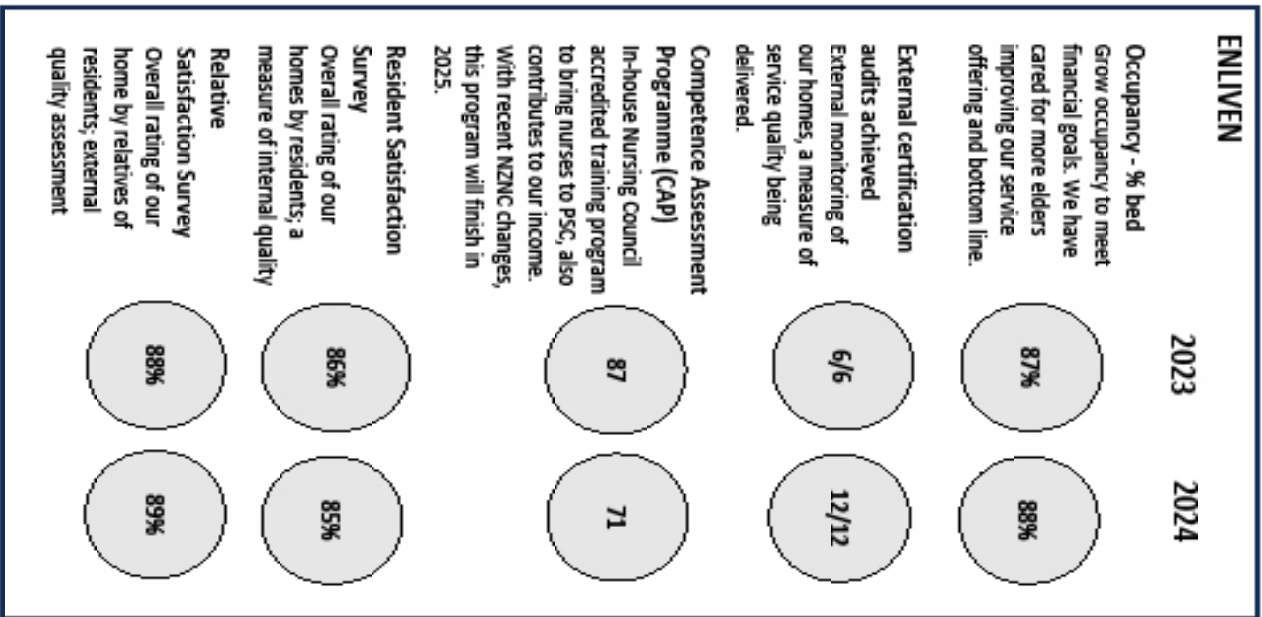 ENLIVEN
2023 2024
Occupancy - % bed
Grow occupancy to meet
financial goals. We have
cared for more elders
improving our service
offering and bottom line.
87% 88%
External certification
audits achieved
External monitoring of
our homes, a measure of
service quality being
delivered.
6/6 12/12
Competence Assessment
Programme (CAP)
In-house Nursing Council
accredited training program
to bring nurses to PSC, also
contributes to our income.
With recent NZNC changes,
this program will finish in
2025.
87 71
Resident Satisfaction
Survey
Overall rating of our
homes by residents; a
measure of internal quality
86% 85%
Relative
Satisfaction Survey
Overall rating of our
home by relatives of
residents; external
quality assessment
88% 89%